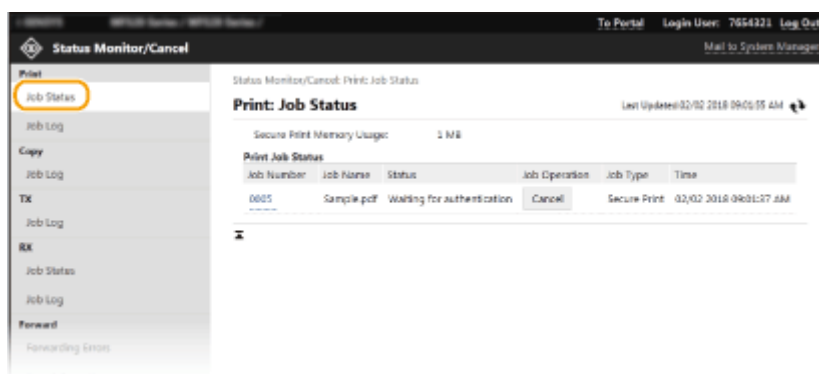 To Portal Login User: 7654321 Log Out
Status Monitor/Cancel
Mail to System Manager
Print
Job Status
Job Log
Copy
Job Log
TX
Job Log
RX
Job Status
Job Log
Forward
Forwarding Errors
Status Monitor/Cancel: Print: Job Status
Print: Job Status
Last Updated:02/02 2018 09:01:55 AM
Secure Print Memory Usage: 1 MB
Print Job Status
Job Number Job Name Status Job Operation Job Type Time
0005 Sample.pdf Waiting for authentication Cancel Secure Print 02/02 2018 09:01:37 AM